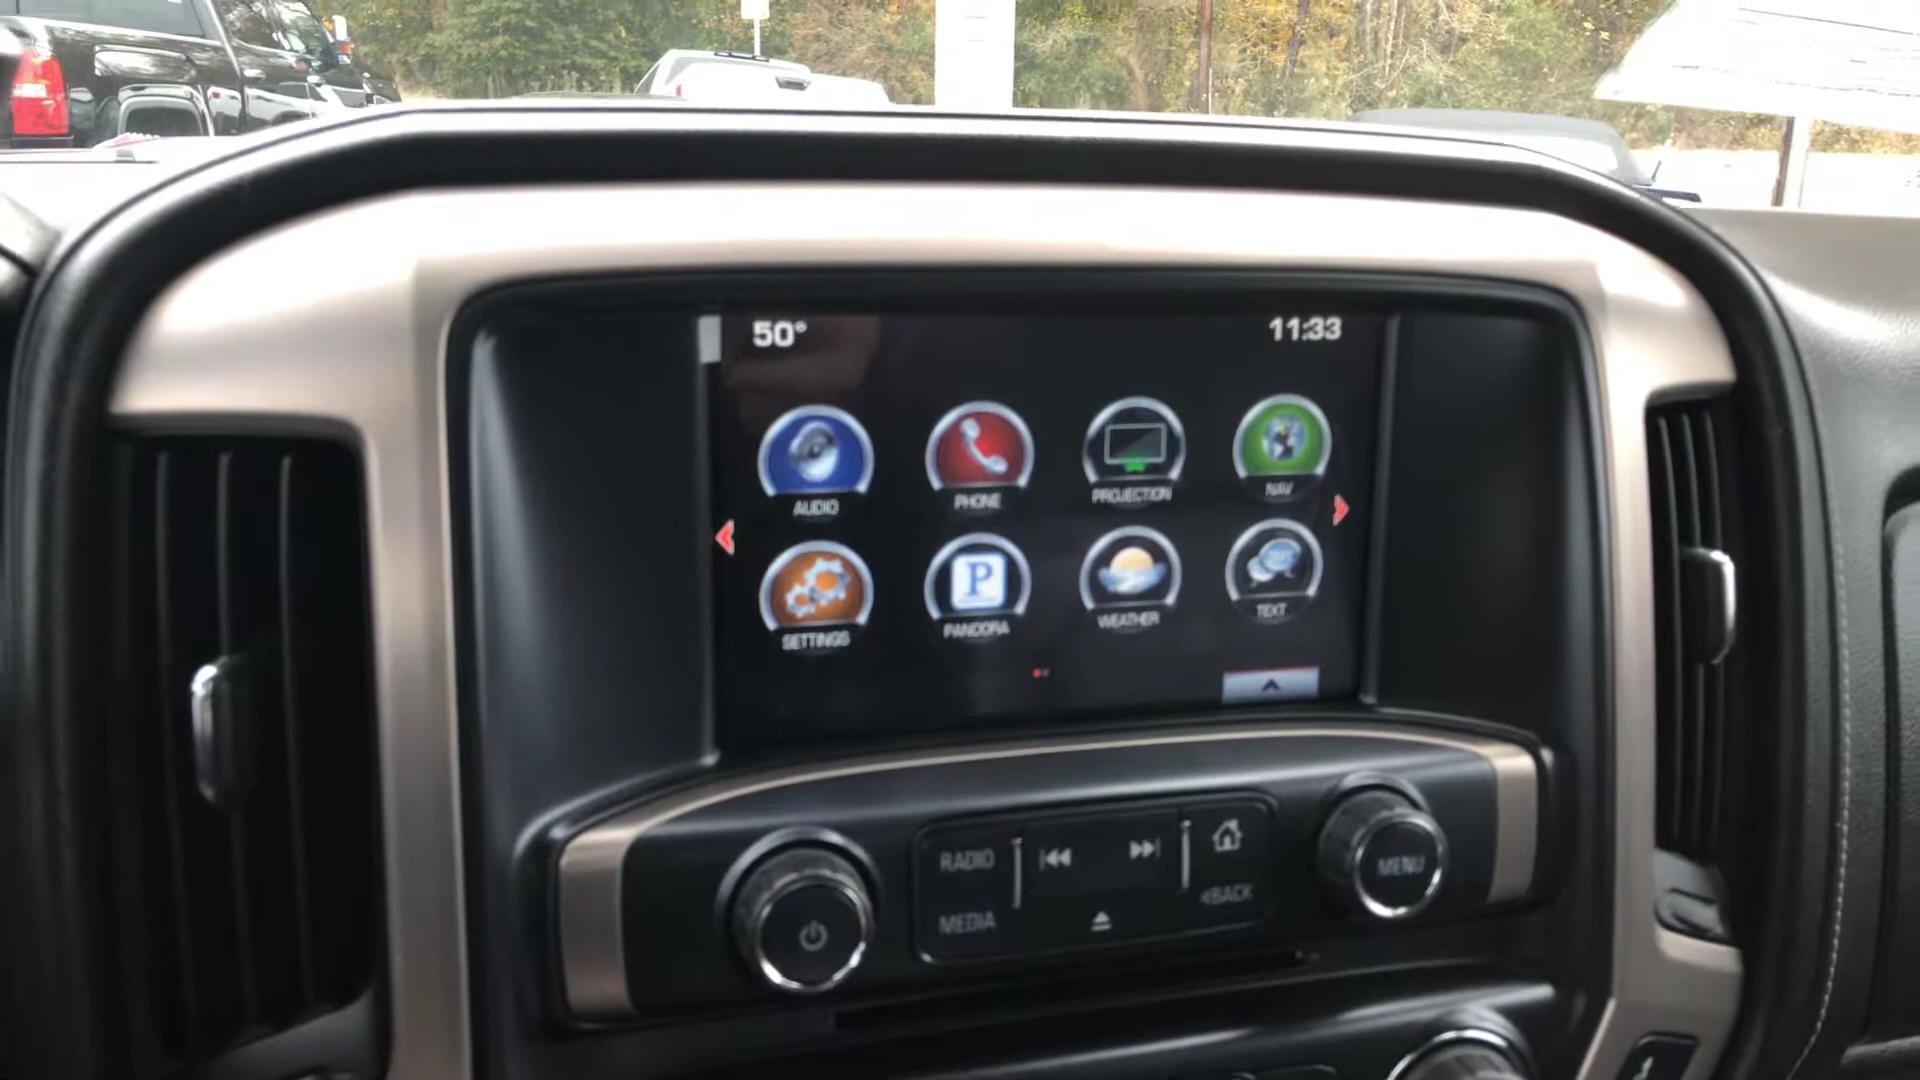 50° 11:33
AUDIO PHONE PROJECTION NAV
SETTINGS P PANDORA WEATHER TEXT
RADIO
MEDIA <BACK
MENU